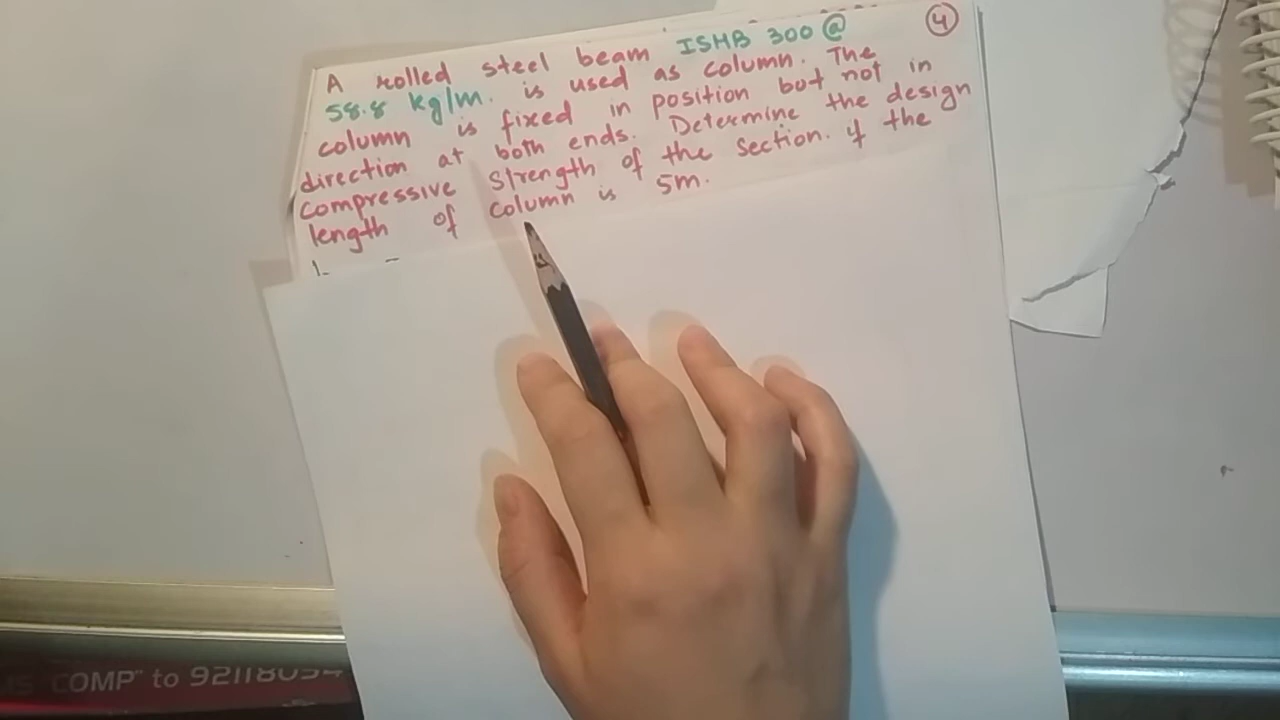 A rolled steel beam ISHB 300 @
58.8 kg/m. is used as column. The
column is fixed in position but not in
direction at both ends. Determine the design
compressive strength of the section. if the
length of column is 5m.
4
COMP" to 9211805